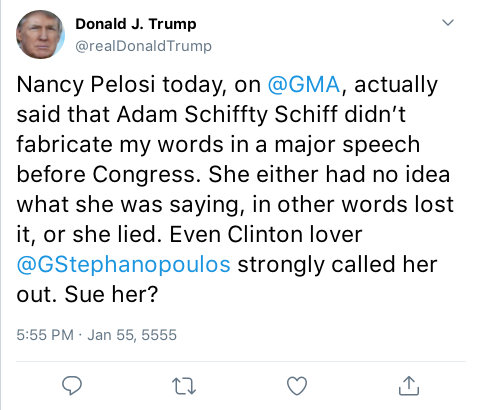 Donald J. Trump
@realDonaldTrump
Nancy Pelosi today, on @GMA, actually
said that Adam Schiffty Schiff didn’t
fabricate my words in a major speech
before Congress. She either had no idea
what she was saying, in other words lost
it, or she lied. Even Clinton lover
@GStephanopoulos strongly called her
out. Sue her?
5:55 PM · Jan 55, 5555